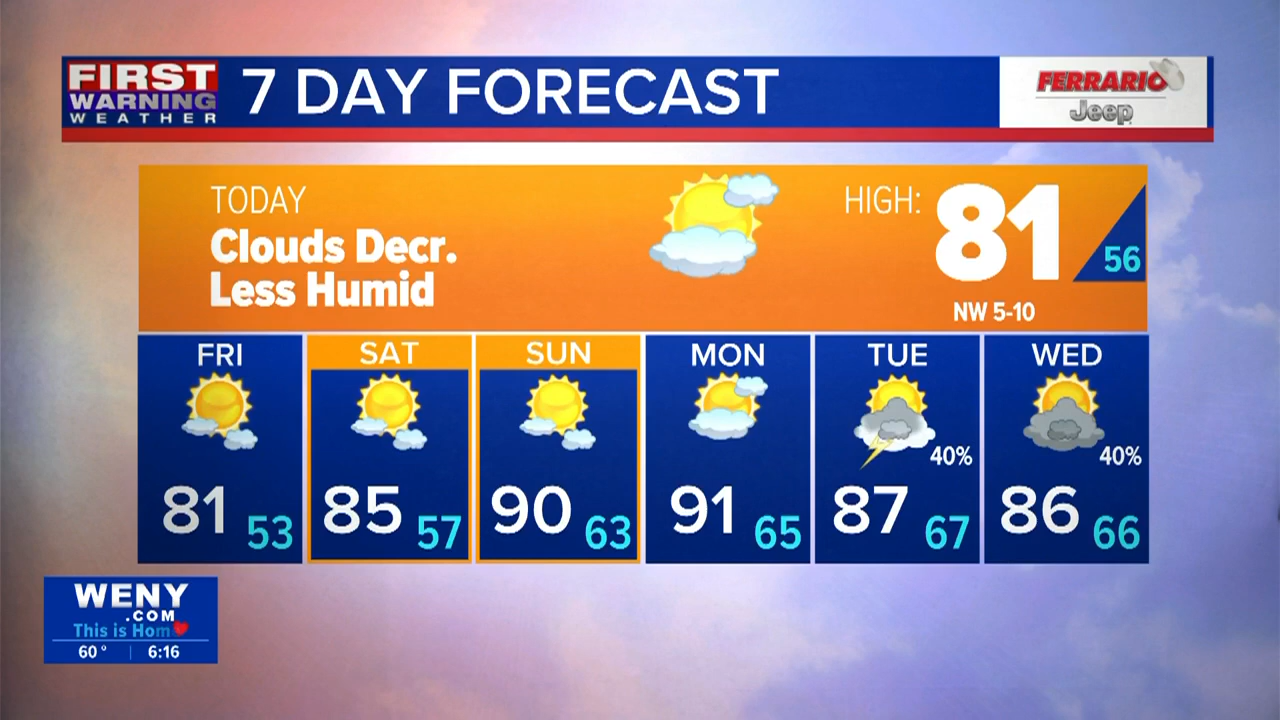 FIRST
WARNING
WEATHER
7 DAY FORECAST
FERRARIO
Jeep
TODAY
Clouds Decr.
Less Humid
HIGH:
81
56
NW 5-10
FRI
81 53
SAT
85 57
SUN
90 63
MON
91 65
TUE
40%
87 67
WED
40%
86 66
WENY
.COM
This is Hom
60° 6:16